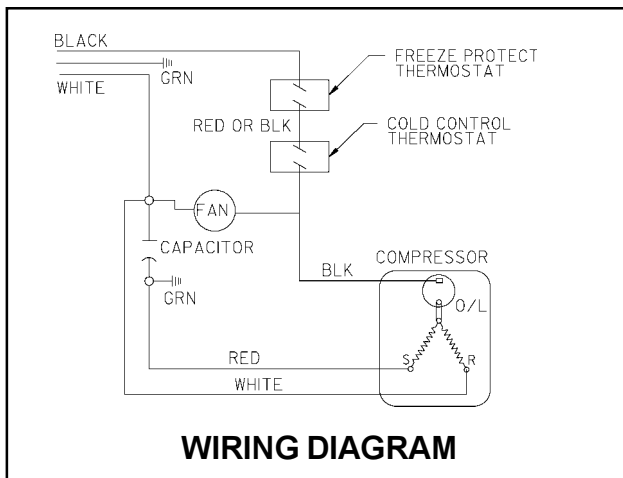 BLACK
GRN
WHITE
FREEZE PROTECT
THERMOSTAT
RED OR BLK
COLD CONTROL
THERMOSTAT
FAN
CAPACITOR
COMPRESSOR
BLK
GRN
O/L
RED
S
R
WHITE
WIRING DIAGRAM